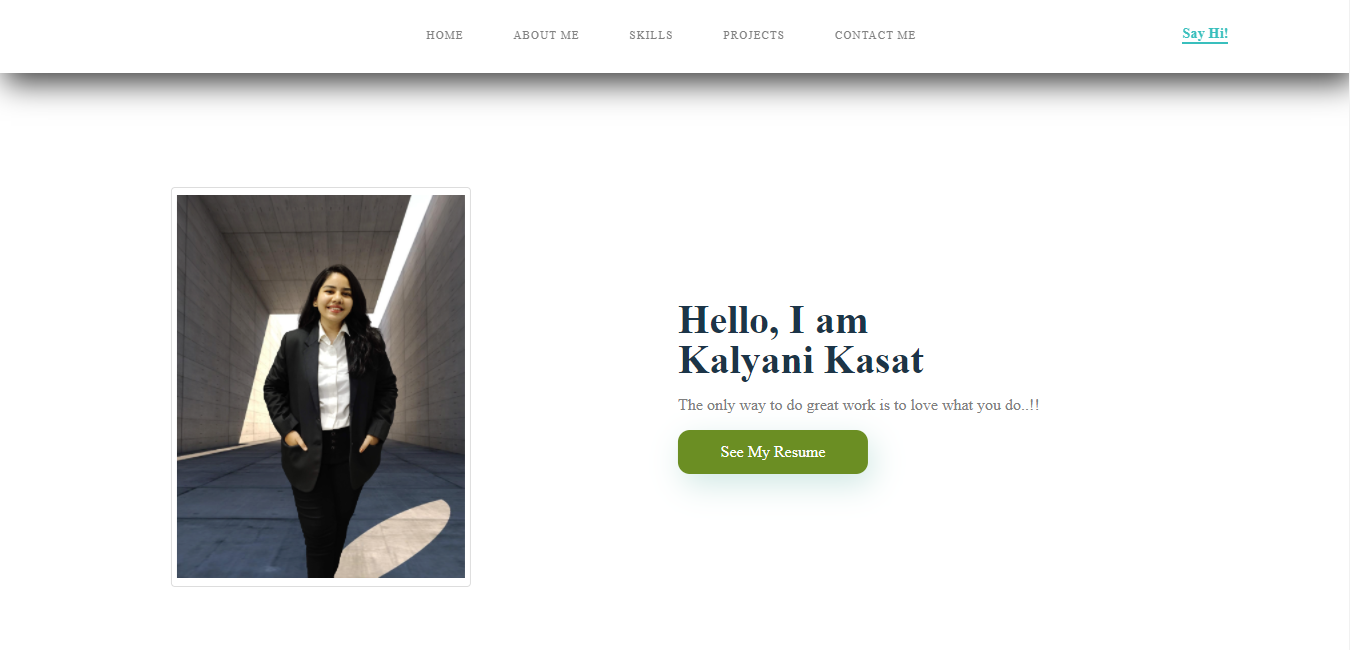 HOME ABOUT ME SKILLS PROJECTS CONTACT ME Say Hi!
Hello, I am
Kalyani Kasat
The only way to do great work is to love what you do..!!
See My Resume